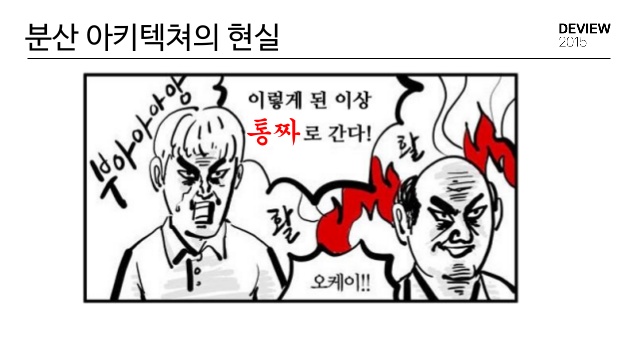 분산 아키텍쳐의 현실
DEVIEW
2015
부아아아앙
이렇게 된 이상
통짜로 간다!
활
활
오케이!!